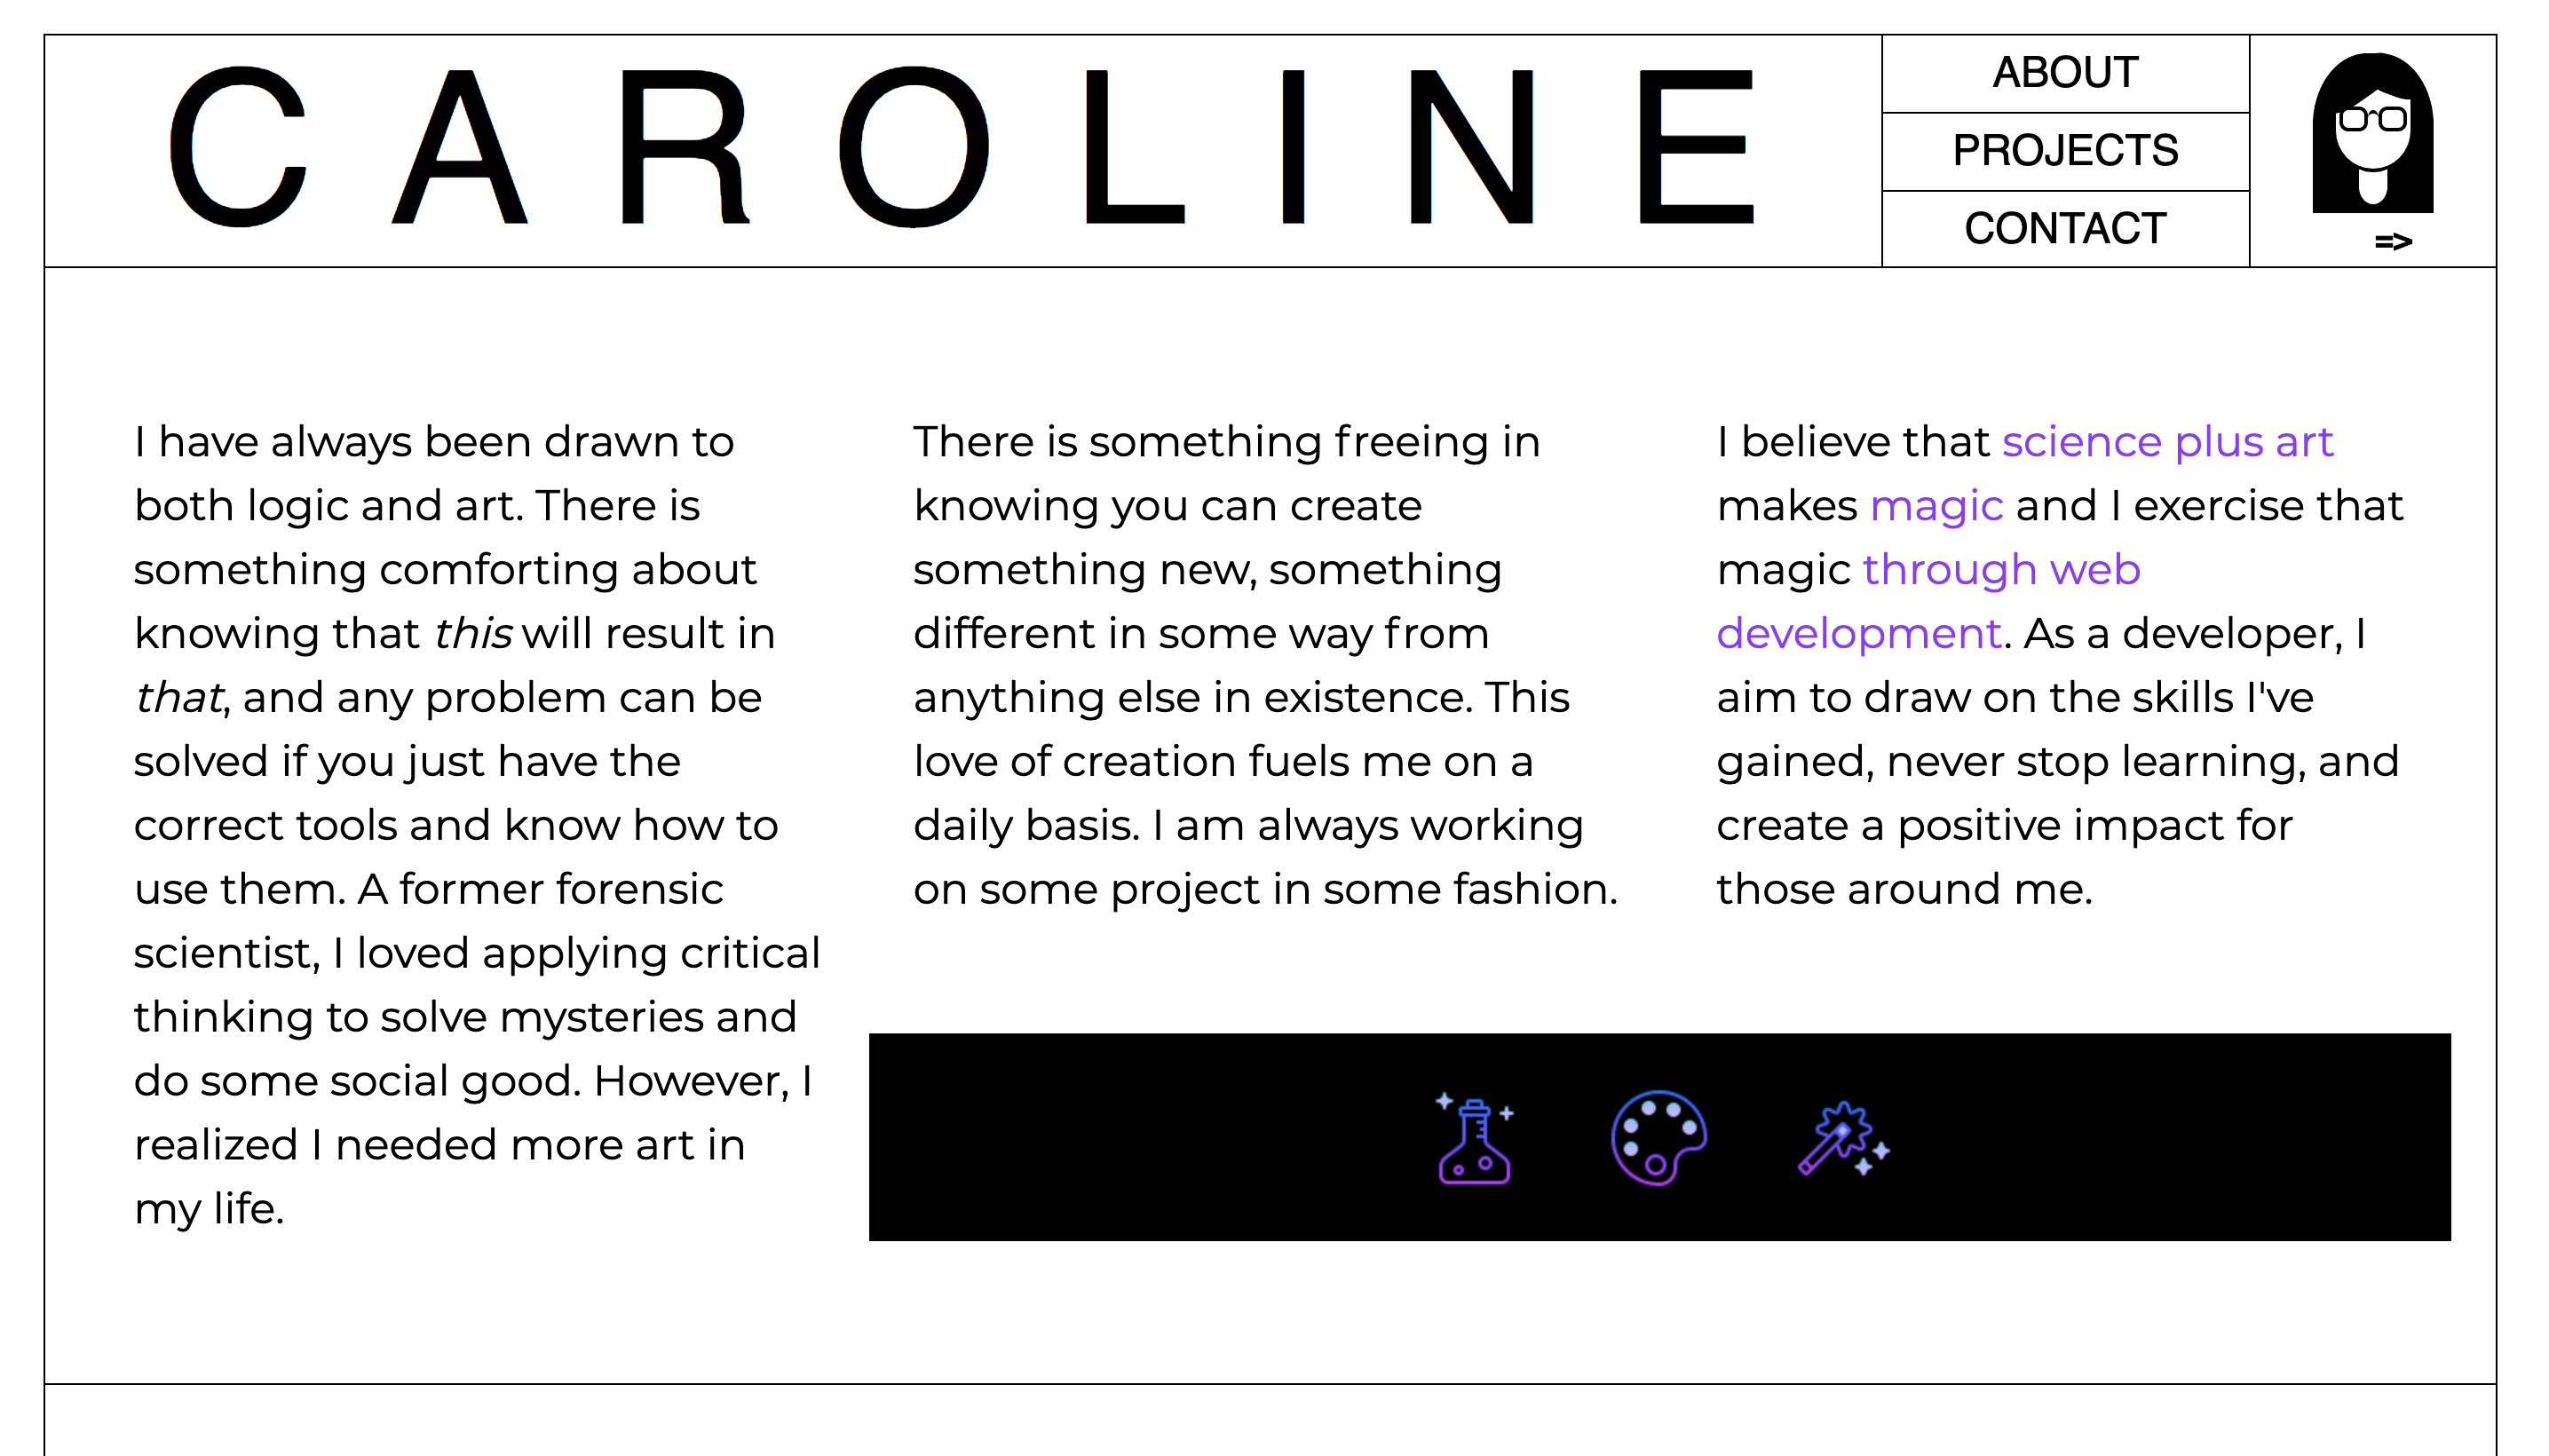 CAROLINE
ABOUT
PROJECTS
CONTACT
=>
I have always been drawn to
both logic and art. There is
something comforting about
knowing that this will result in
that, and any problem can be
solved if you just have the
correct tools and know how to
use them. A former forensic
scientist, I loved applying critical
thinking to solve mysteries and
do some social good. However, I
realized I needed more art in
my life.
There is something freeing in
knowing you can create
something new, something
different in some way from
anything else in existence. This
love of creation fuels me on a
daily basis. I am always working
on some project in some fashion.
I believe that science plus art
makes magic and I exercise that
magic through web
development. As a developer, I
aim to draw on the skills I've
gained, never stop learning, and
create a positive impact for
those around me.